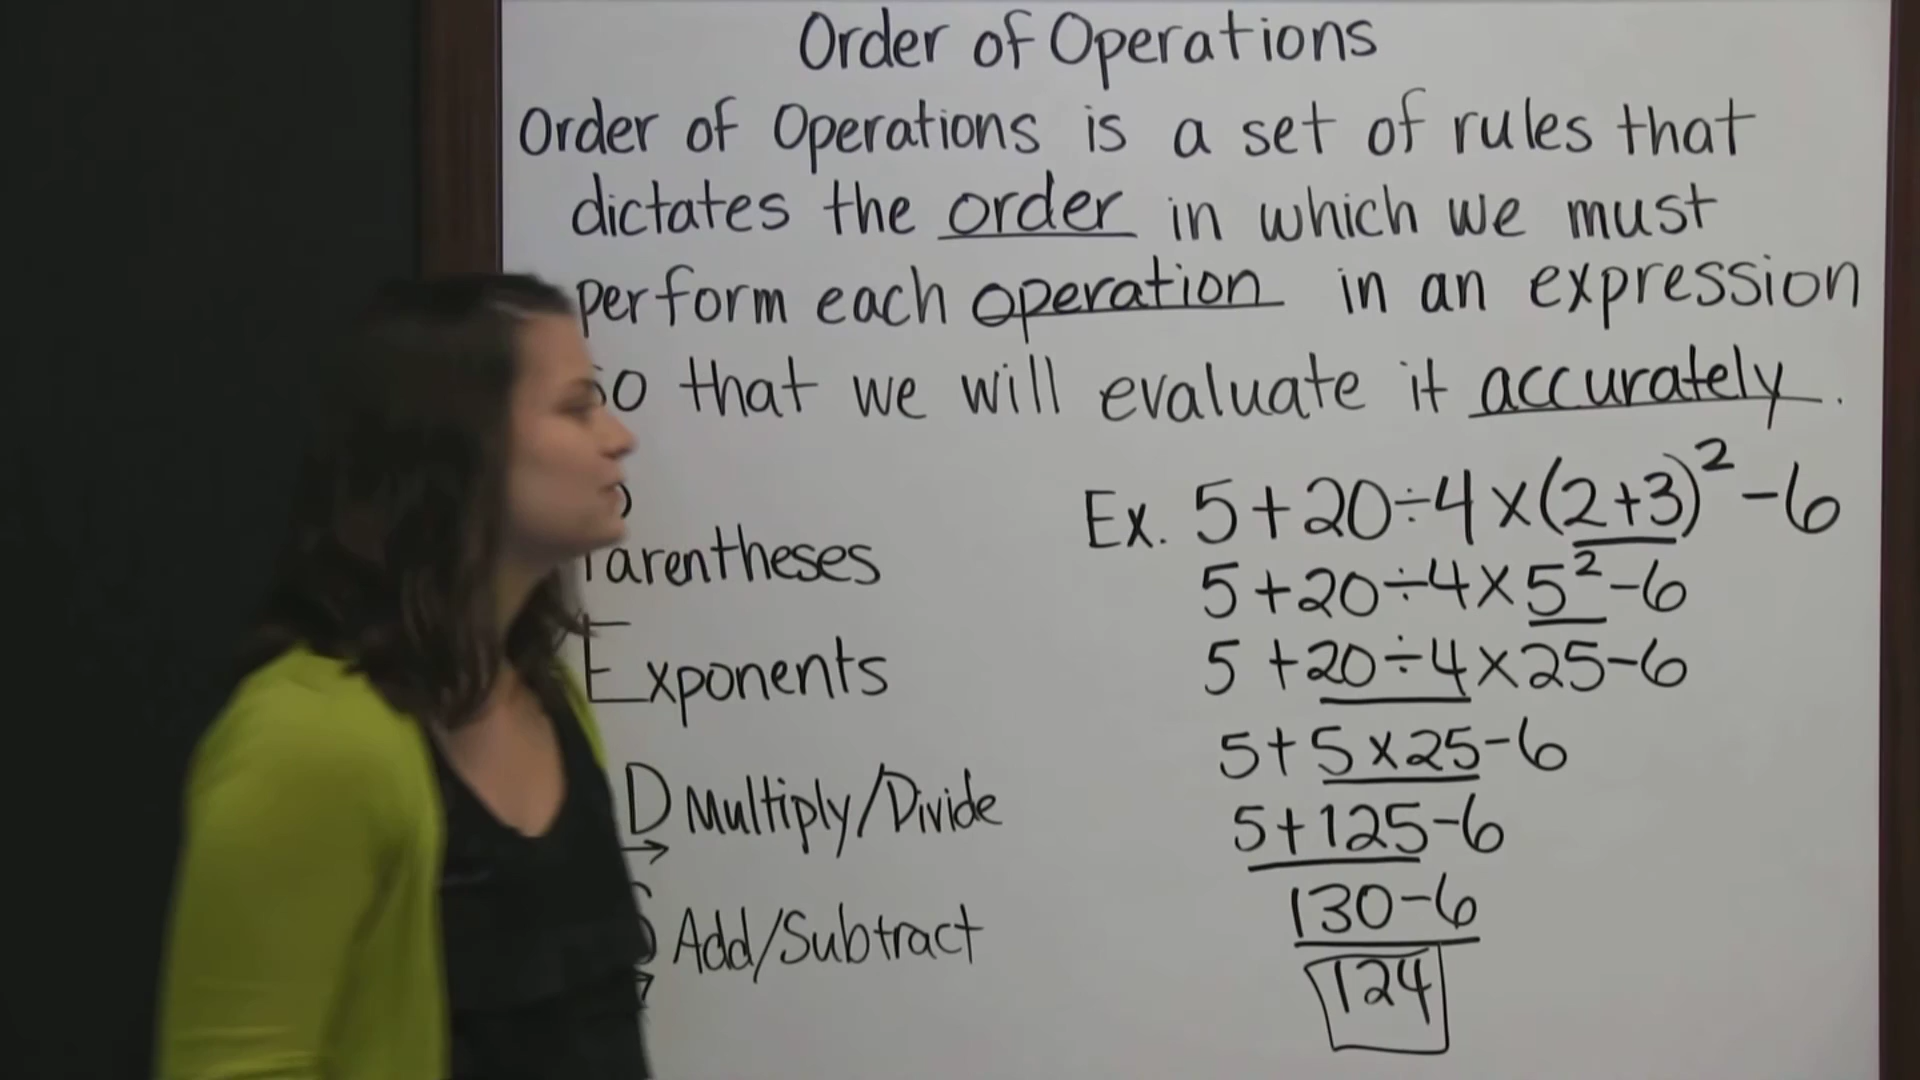 Order of Operations
Order of Operations is a set of rules that
dictates the order in which we must
perform each operation in an expression
so that we will evaluate it accurately.
Parentheses
Exponents
D Multiply/Divide
Add/Subtract
Ex. 5+20÷4×(2+3)²-6
5+20÷4×5²-6
5+20÷4×25-6
5+5×25-6
5+125-6
130-6
124